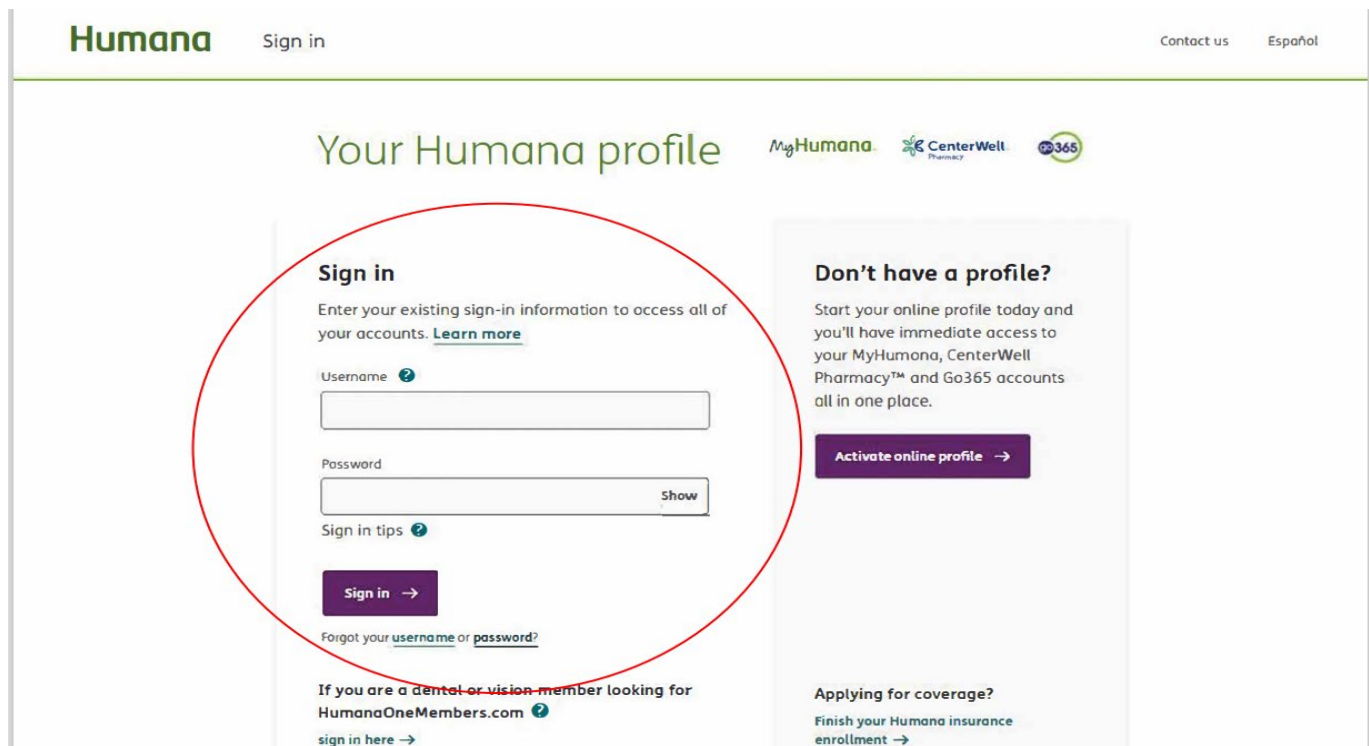 Humana Sign in Contact us Español
Your Humana profile MyHumana. CenterWell Pharmacy go365
Sign in
Enter your existing sign-in information to access all of
your accounts. Learn more
Username ?
Password
Show
Sign in tips ?
Sign in →
Forgot your username or password?
If you are a dental or vision member looking for
HumanaOneMembers.com ?
sign in here →
Don't have a profile?
Start your online profile today and
you'll have immediate access to
your MyHumana, CenterWell
Pharmacy™ and Go365 accounts
all in one place.
Activate online profile →
Applying for coverage?
Finish your Humana insurance
enrollment →